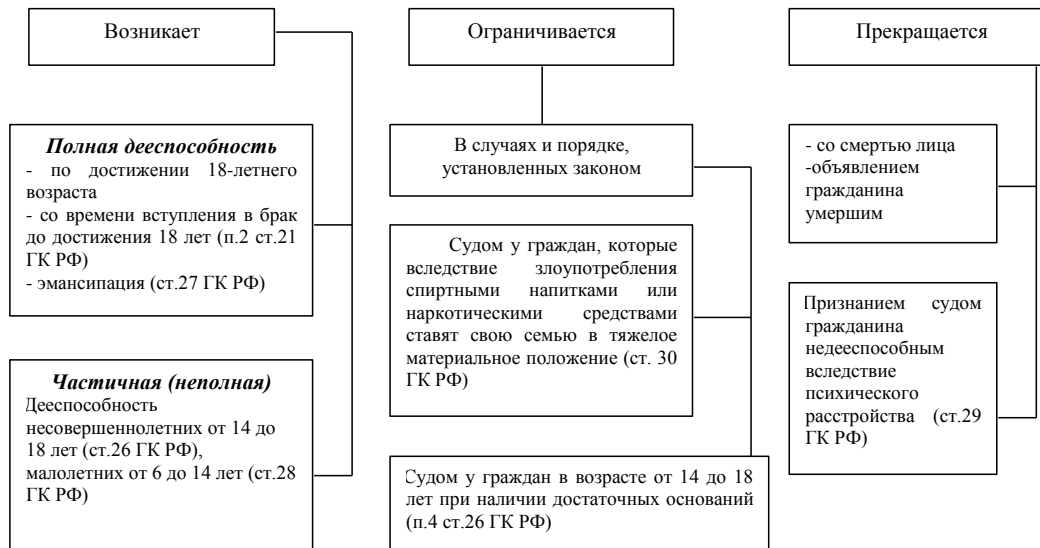 Возникает
Полная дееспособность
- по достижении 18-летнего
возраста
- со времени вступления в брак
до достижения 18 лет (п.2 ст.21
ГК РФ)
- эмансипация (ст.27 ГК РФ)
Частичная (неполная)
Дееспособность
несовершеннолетних от 14 до
18 лет (ст.26 ГК РФ),
малолетних от 6 до 14 лет (ст.28
ГК РФ)
Ограничивается
В случаях и порядке,
установленных законом
Судом у граждан, которые
вследствие злоупотребления
спиртными напитками или
наркотическими средствами
ставят свою семью в тяжелое
материальное положение (ст. 30
ГК РФ)
Судом у граждан в возрасте от 14 до 18
лет при наличии достаточных оснований
(п.4 ст.26 ГК РФ)
Прекращается
- со смертью лица
-объявлением
гражданина
умершим
Признанием судом
гражданина
недееспособным
вследствие
психического
расстройства (ст.29
ГК РФ)